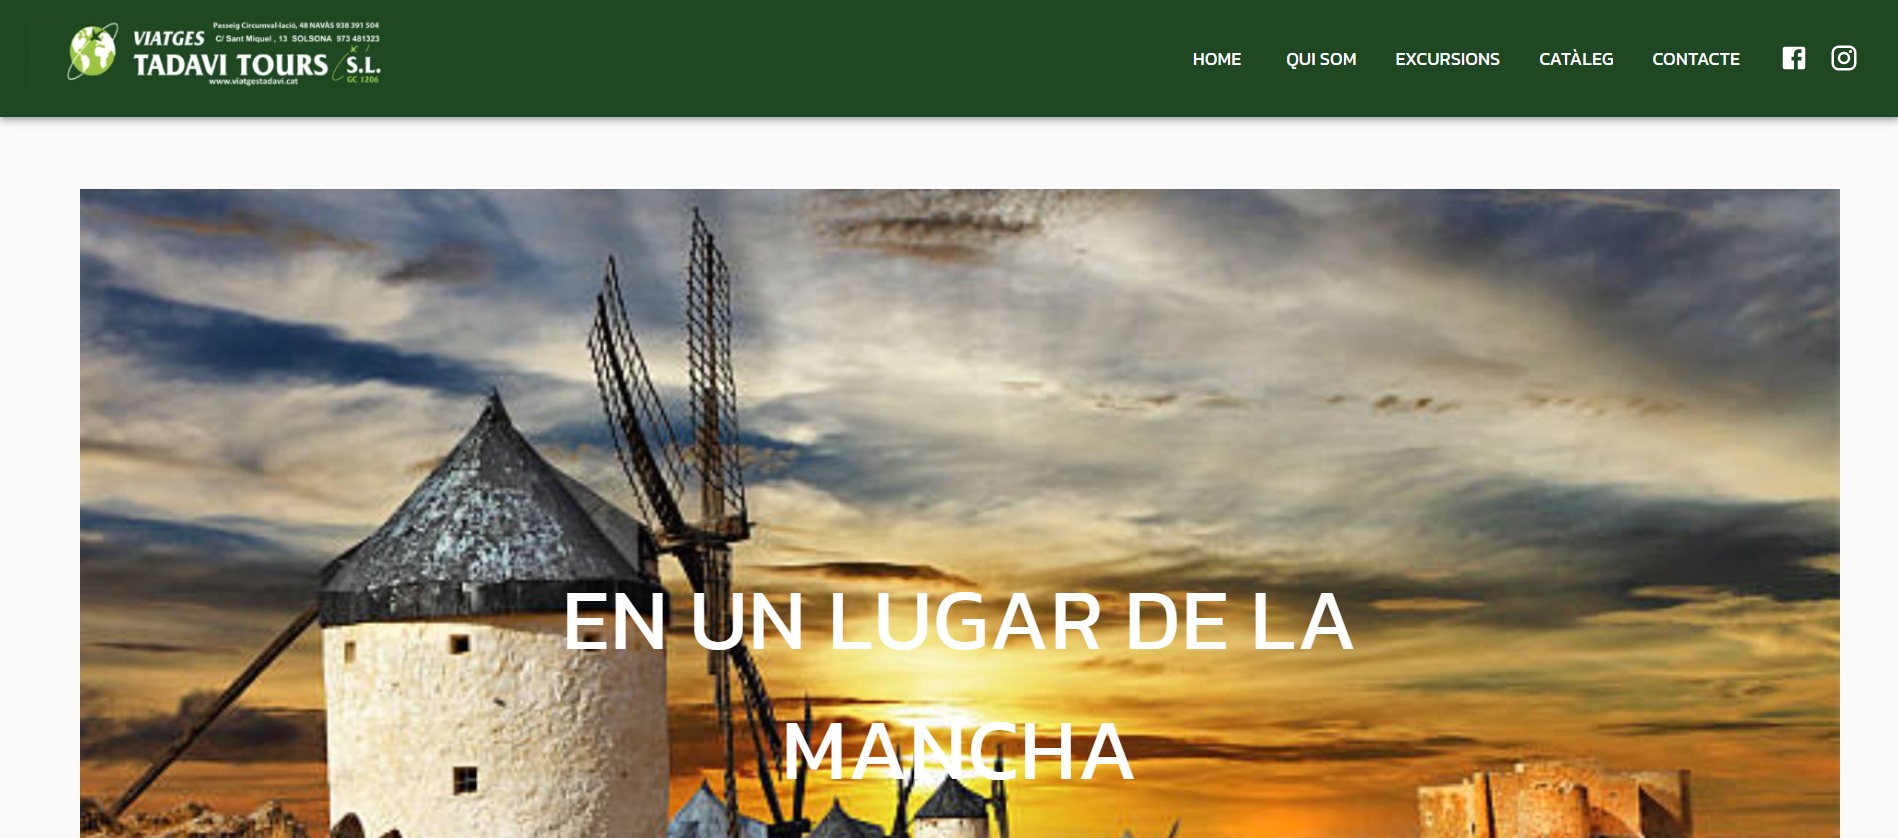 Passeig Circumval·lació, 48 NAVÀS 938 391 504
VIATGES C/ Sant Miquel , 13 SOLSONA 973 481323
TADAVI TOURS S.L.
www.viatgestadavi.cat GC 1206
HOME QUI SOM EXCURSIONS CATÀLEG CONTACTE
EN UN LUGAR DE LA
MANCHA